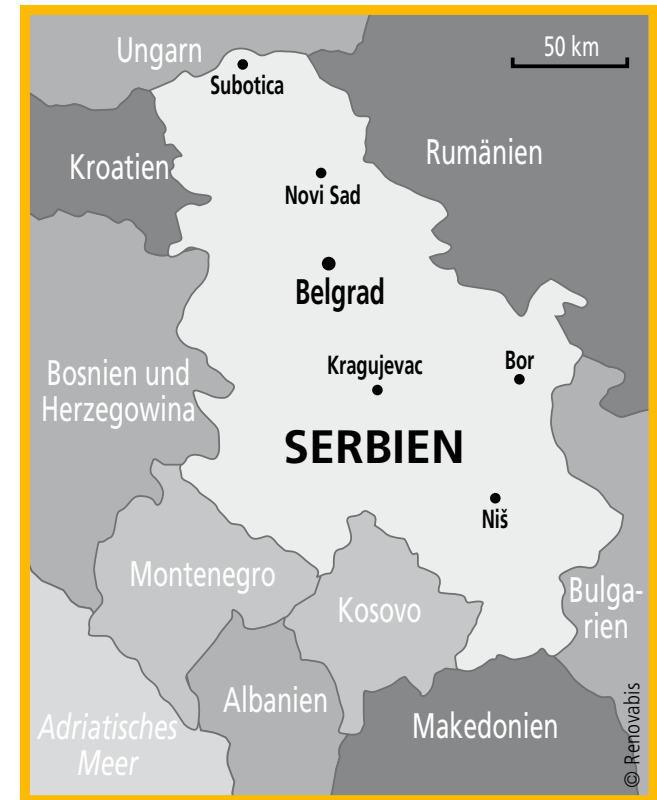 Ungarn
50 km
Subotica
Kroatien
Rumänien
Novi Sad
Belgrad
Bosnien und
Herzegowina
Kragujevac
Bor
SERBIEN
Niš
Montenegro
Kosovo
Bulga-
rien
Albanien
Makedonien
Adriatisches
Meer
© Renovabis